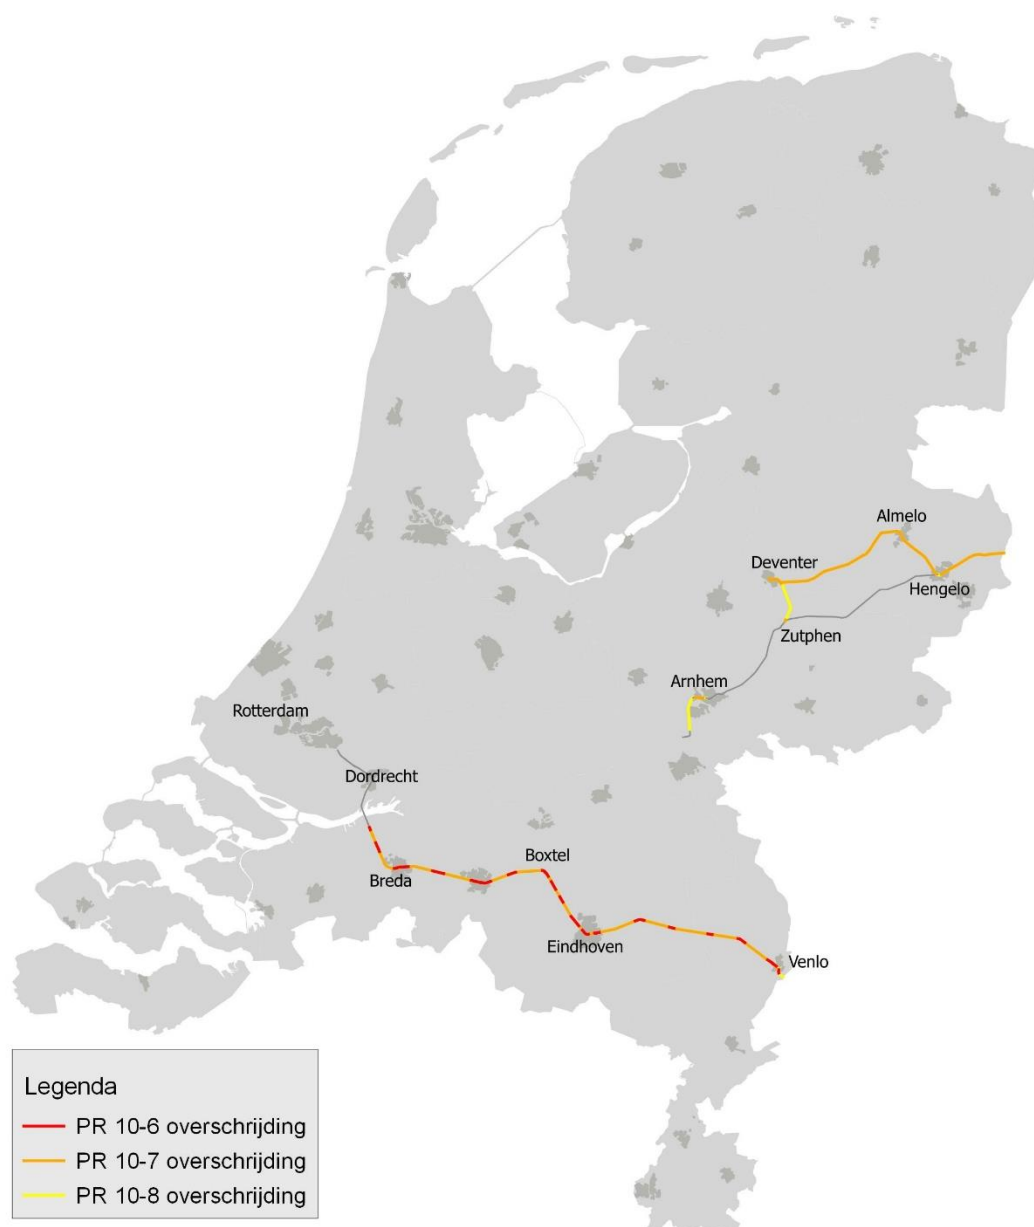 Almelo
Deventer
Hengelo
Zutphen
Arnhem
Rotterdam
Dordrecht
Boxtel
Breda
Eindhoven
Venlo
Legenda
PR 10-6 overschrijding
PR 10-7 overschrijding
PR 10-8 overschrijding